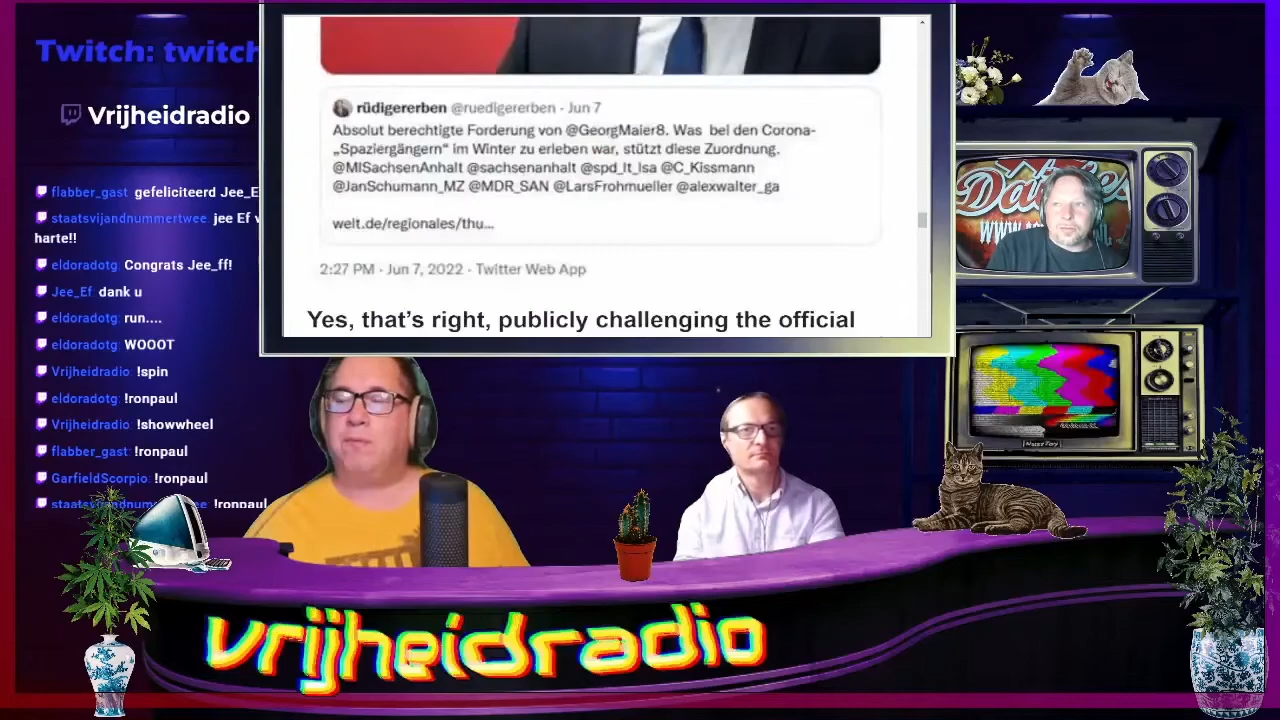 Twitch: twitch
Vrijheidradio
flabber_gast: gefeliciteerd Jee_E
staatsvijandnummertwee: jee Ef v
harte!!
eldoradotg: Congrats Jee_ff!
Jee_Ef: dank u
eldoradotg: run....
eldoradotg: WOOOT
Vrijheidradio: !spin
eldoradotg: !ronpaul
Vrijheidradio: !showwheel
flabber_gast: !ronpaul
GarfieldScorpio: !ronpaul
!ronpaul
rüdigererben @ruedigererben · Jun 7
Absolut berechtigte Forderung von @GeorgMaier8. Was bei den Corona-
„Spaziergängern“ im Winter zu erleben war, stützt diese Zuordnung.
@MISachsenAnhalt @sachsenanhalt @spd_lt_lsa @C_Kissmann
@JanSchumann_MZ @MDR_SAN @LarsFrohmueller @alexwalter_ga
welt.de/regionales/thu...
2:27 PM · Jun 7, 2022 · Twitter Web App
Yes, that’s right, publicly challenging the official
vrijheidradio